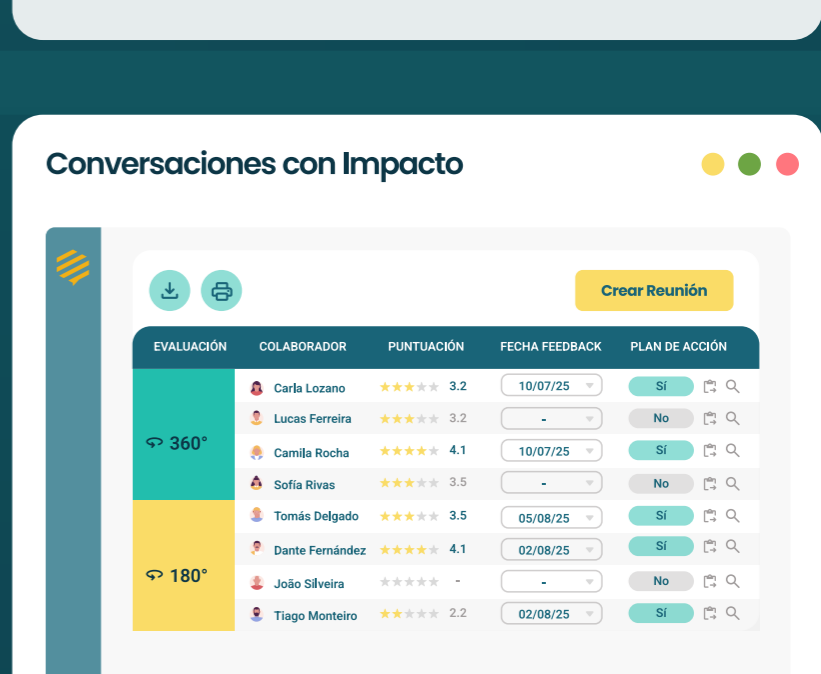 Conversaciones con Impacto
Crear Reunión
EVALUACIÓN COLABORADOR PUNTUACIÓN FECHA FEEDBACK PLAN DE ACCIÓN
360°
Carla Lozano 3.2 10/07/25 Sí
Lucas Ferreira 3.2 - No
Camila Rocha 4.1 10/07/25 Sí
Sofía Rivas 3.5 - No
180°
Tomás Delgado 3.5 05/08/25 Sí
Dante Fernández 4.1 02/08/25 Sí
João Silveira - - No
Tiago Monteiro 2.2 02/08/25 Sí